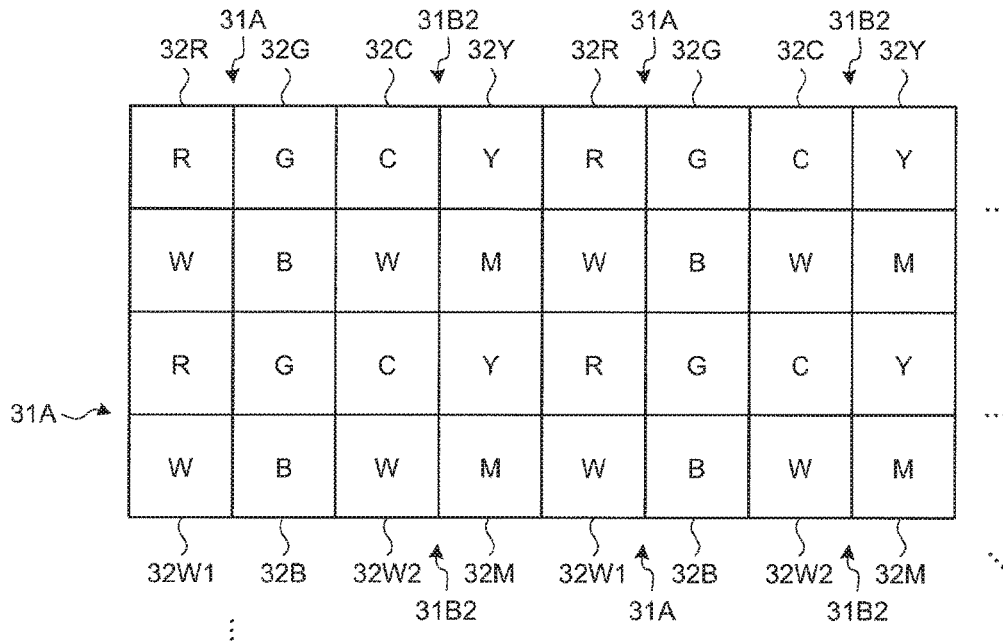 31A 31B2 31A 31B2
32R 32G 32C 32Y 32R 32G 32C 32Y
R G C Y R G C Y
W B W M W B W M
R G C Y R G C Y
31A
W B W M W B W M
32W1 32B 32W2 32M 32W1 32B 32W2 32M
31B2 31A 31B2